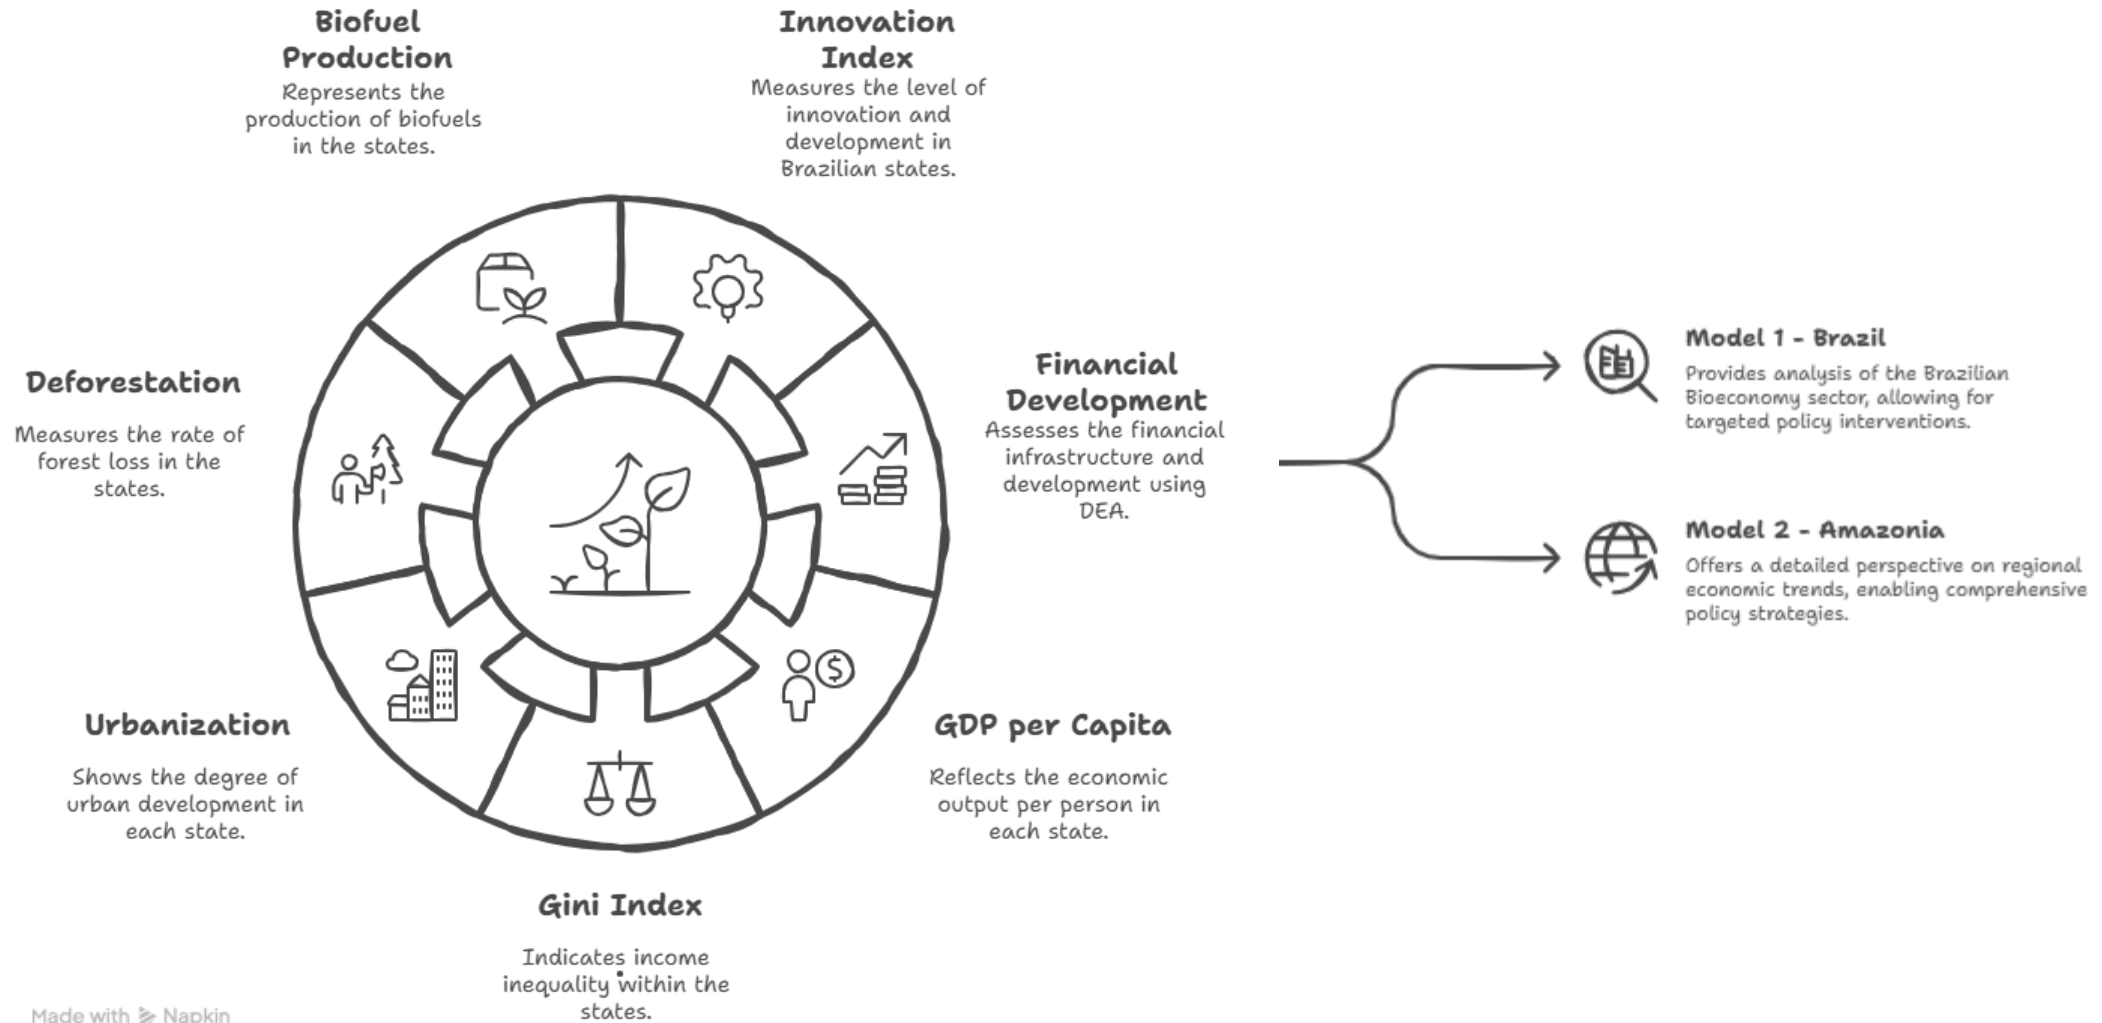 Biofuel
Production
Represents the
production of biofuels
in the states.
Innovation
Index
Measures the level of
innovation and
development in
Brazilian states.
Deforestation
Measures the rate of
forest loss in the
states.
Financial
Development
Assesses the financial
infrastructure and
development using
DEA.
Urbanization
Shows the degree of
urban development in
each state.
$
GDP per Capita
Reflects the economic
output per person in
each state.
Gini Index
Indicates income
inequality within the
states.
Model 1 - Brazil
Provides analysis of the Brazilian
Bioeconomy sector, allowing for
targeted policy interventions.
Model 2 - Amazonia
Offers a detailed perspective on regional
economic trends, enabling comprehensive
policy strategies.
Made with Napkin